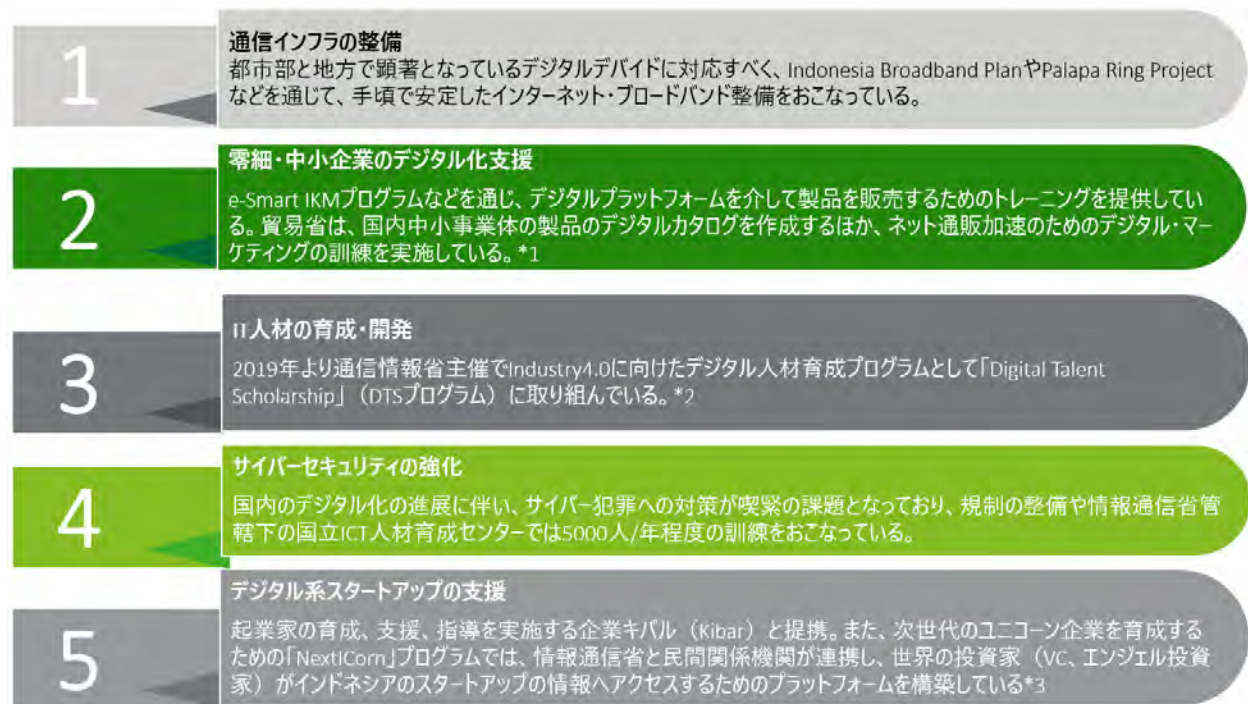 1
通信インフラの整備
都市部と地方で顕著となっているデジタルデバイドに対応すべく、Indonesia Broadband PlanやPalapa Ring Project
などを通じて、手頃で安定したインターネット・ブロードバンド整備をおこなっている。
2
零細・中小企業のデジタル化支援
e-Smart IKMプログラムなどを通じ、デジタルプラットフォームを介して製品を販売するためのトレーニングを提供してい
る。貿易省は、国内中小事業体の製品のデジタルカタログを作成するほか、ネット通販加速のためのデジタル・マー
ケティングの訓練を実施している。*1
3
IT人材の育成・開発
2019年より通信情報省主催でIndustry4.0に向けたデジタル人材育成プログラムとして「Digital Talent
Scholarship」（DTSプログラム）に取り組んでいる。*2
4
サイバーセキュリティの強化
国内のデジタル化の進展に伴い、サイバー犯罪への対策が喫緊の課題となっており、規制の整備や情報通信省管
轄下の国立ICT人材育成センターでは5000人/年程度の訓練をおこなっている。
5
デジタル系スタートアップの支援
起業家の育成、支援、指導を実施する企業キバル（Kibar）と提携。また、次世代のユニコーン企業を育成する
ための「NextICorn」プログラムでは、情報通信省と民間関係機関が連携し、世界の投資家（VC、エンジェル投資
家）がインドネシアのスタートアップの情報へアクセスするためのプラットフォームを構築している*3